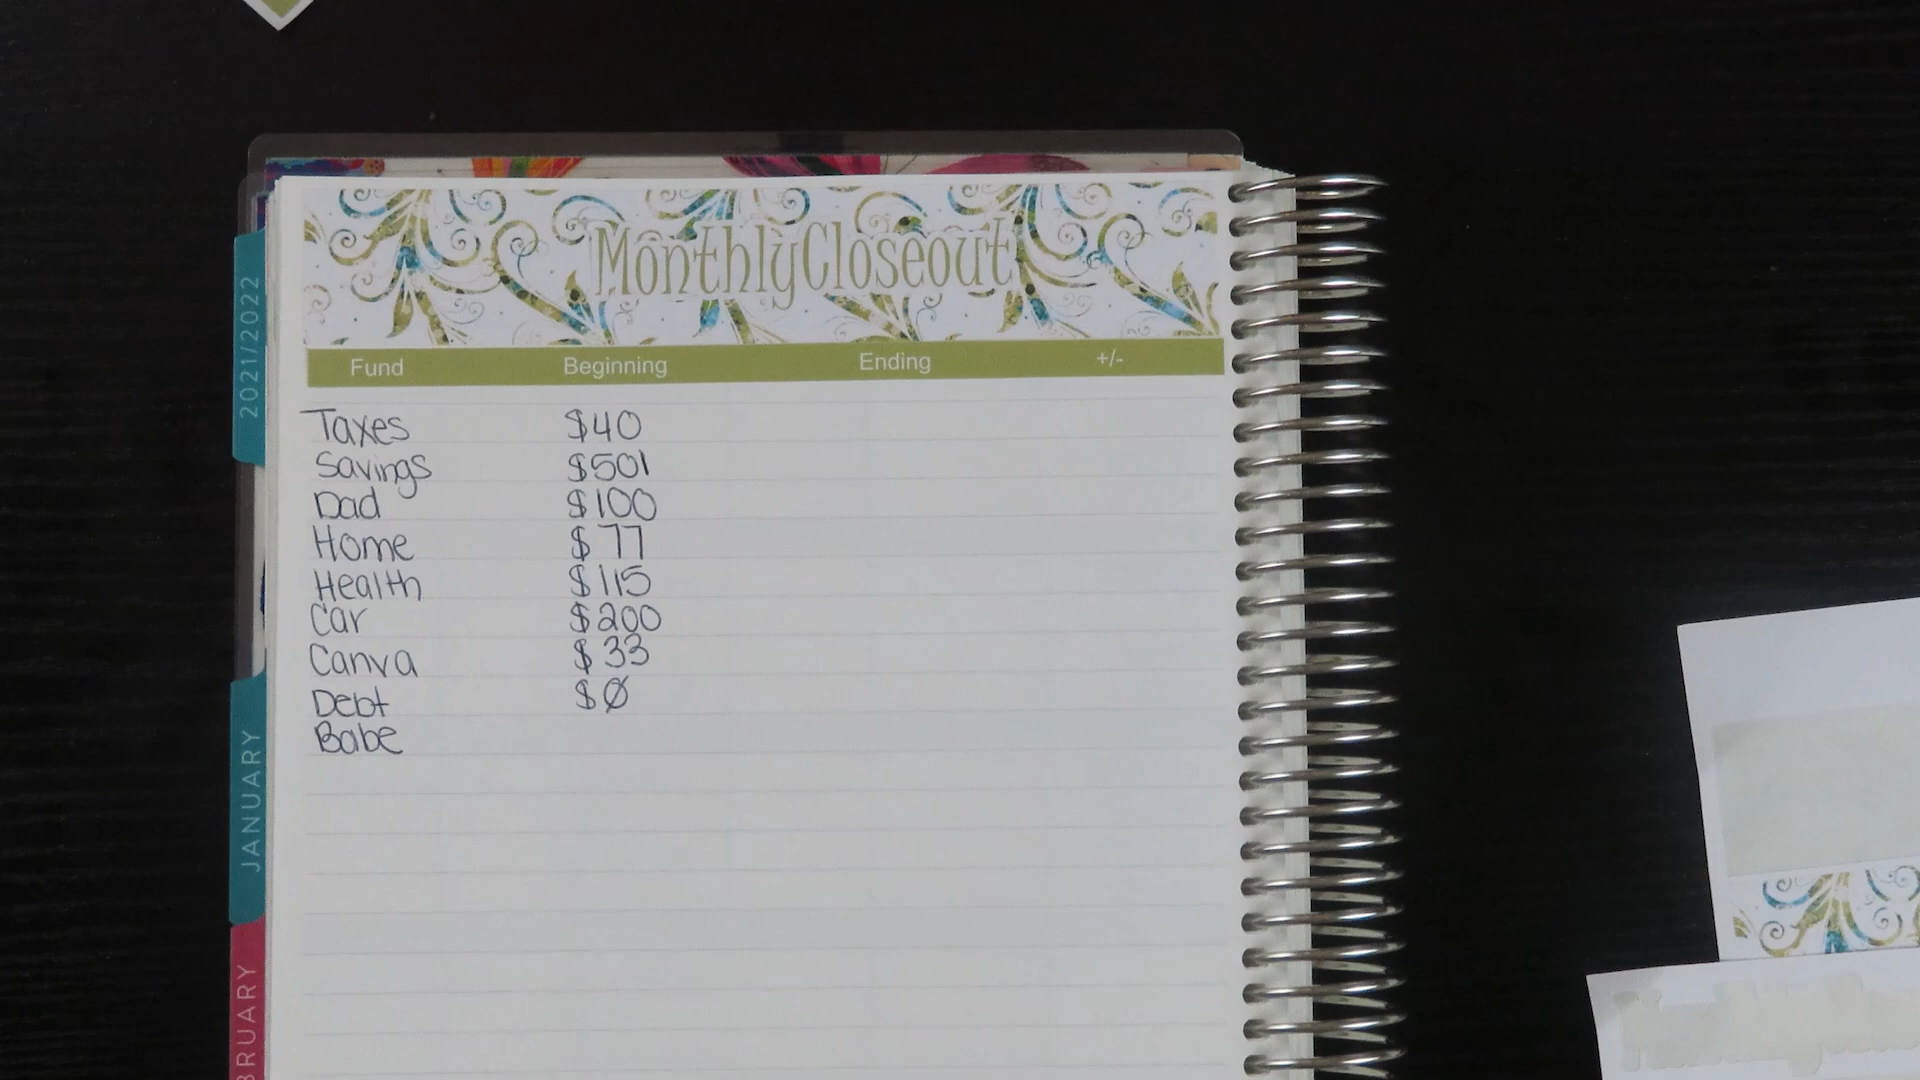 MonthlyCloseout
Fund Beginning Ending +/-
Taxes $40
Savings $501
Dad $100
Home $77
Health $115
Car $200
Canva $33
Debt $0
Babe
2021/2022
JANUARY
BRUARY